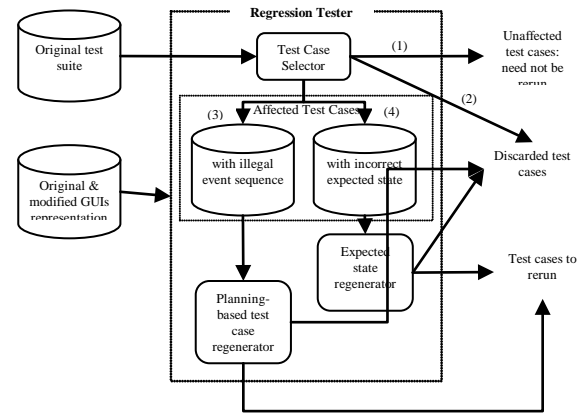 Regression Tester
Original test
suite
Test Case
Selector
(1)
Unaffected
test cases:
need not be
rerun
(2)
Affected Test Cases
(3)
(4)
with illegal
event sequence
with incorrect
expected state
Discarded test
cases
Original &
modified GUIs
representation
Expected
state
regenerator
Test cases to
rerun
Planning-
based test
case
regenerator